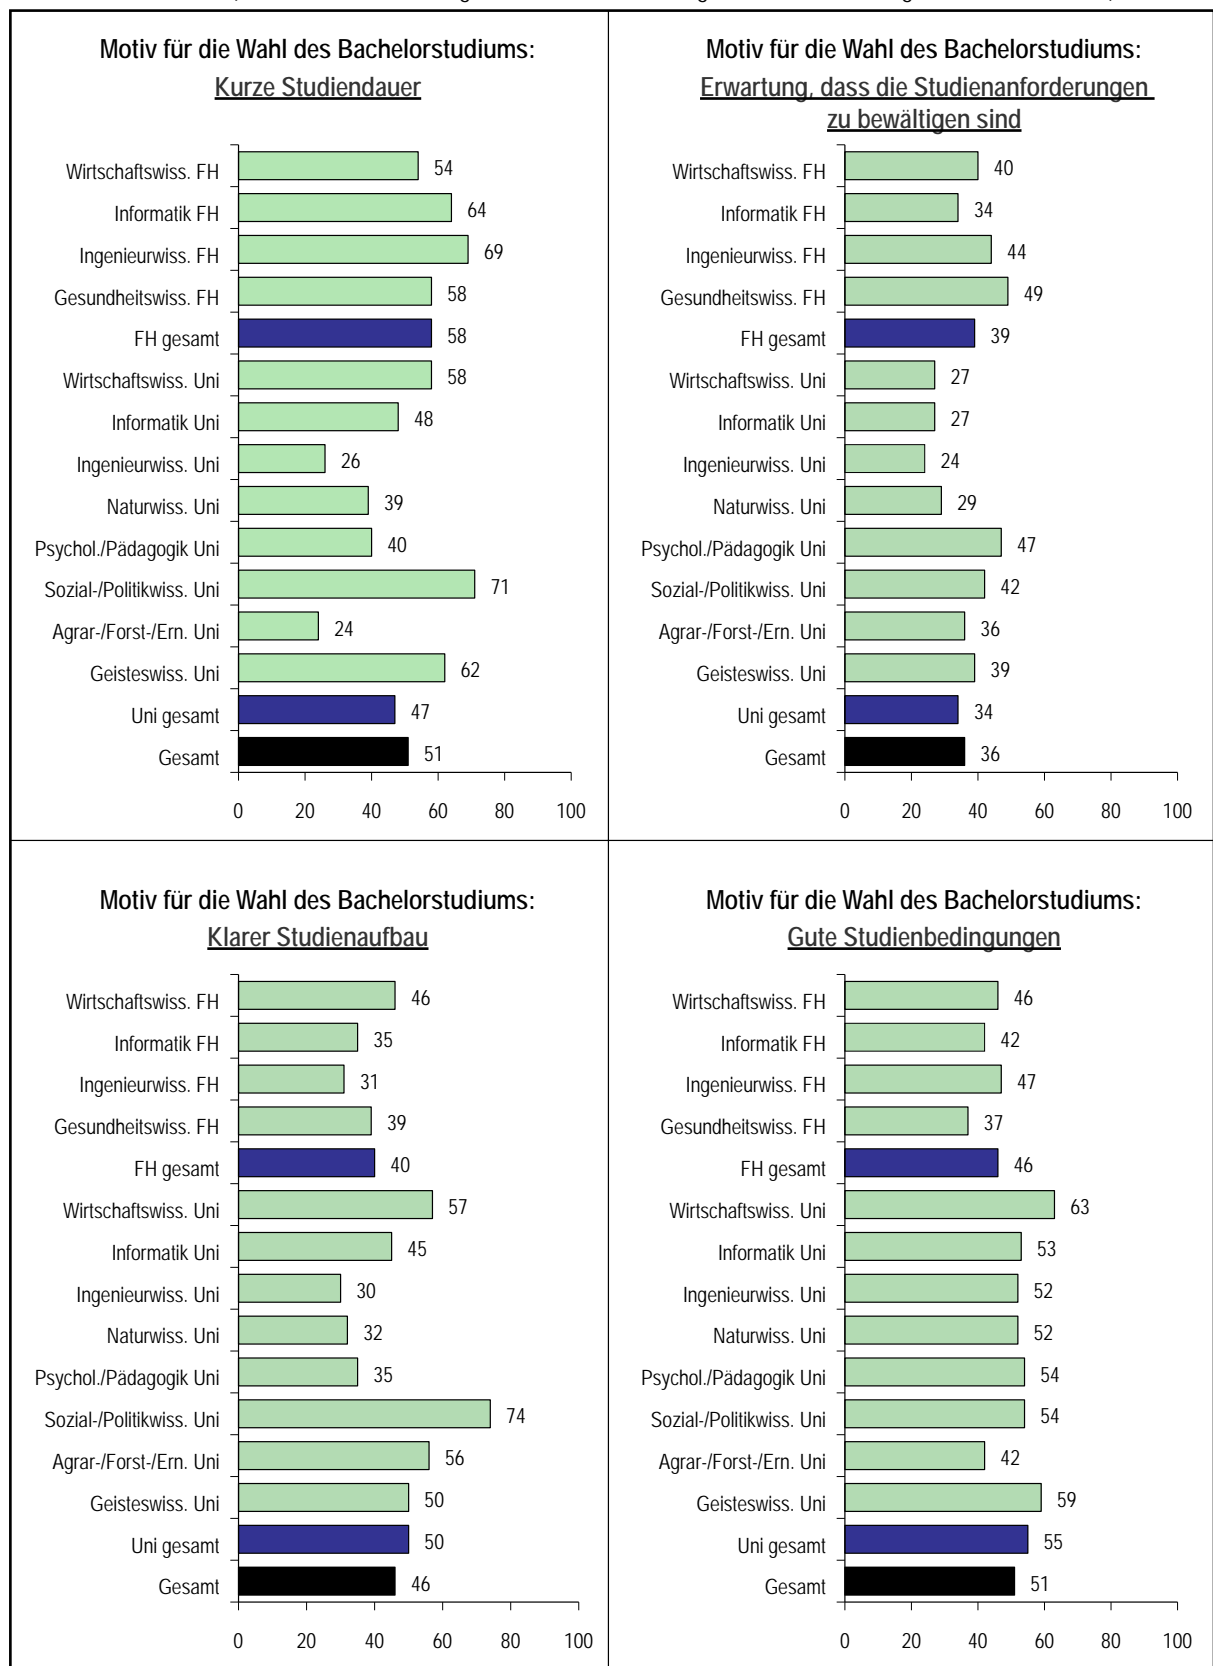 Motiv für die Wahl des Bachelorstudiums:
Kurze Studiendauer
Wirtschaftswiss. FH 54
Informatik FH 64
Ingenieurwiss. FH 69
Gesundheitswiss. FH 58
FH gesamt 58
Wirtschaftswiss. Uni 58
Informatik Uni 48
Ingenieurwiss. Uni 26
Naturwiss. Uni 39
Psychol./Pädagogik Uni 40
Sozial-/Politikwiss. Uni 71
Agrar-/Forst-/Ern. Uni 24
Geisteswiss. Uni 62
Uni gesamt 47
Gesamt 51
0 20 40 60 80 100
Motiv für die Wahl des Bachelorstudiums:
Erwartung, dass die Studienanforderungen
zu bewältigen sind
Wirtschaftswiss. FH 40
Informatik FH 34
Ingenieurwiss. FH 44
Gesundheitswiss. FH 49
FH gesamt 39
Wirtschaftswiss. Uni 27
Informatik Uni 27
Ingenieurwiss. Uni 24
Naturwiss. Uni 29
Psychol./Pädagogik Uni 47
Sozial-/Politikwiss. Uni 42
Agrar-/Forst-/Ern. Uni 36
Geisteswiss. Uni 39
Uni gesamt 34
Gesamt 36
0 20 40 60 80 100
Motiv für die Wahl des Bachelorstudiums:
Klarer Studienaufbau
Wirtschaftswiss. FH 46
Informatik FH 35
Ingenieurwiss. FH 31
Gesundheitswiss. FH 39
FH gesamt 40
Wirtschaftswiss. Uni 57
Informatik Uni 45
Ingenieurwiss. Uni 30
Naturwiss. Uni 32
Psychol./Pädagogik Uni 35
Sozial-/Politikwiss. Uni 74
Agrar-/Forst-/Ern. Uni 56
Geisteswiss. Uni 50
Uni gesamt 50
Gesamt 46
0 20 40 60 80 100
Motiv für die Wahl des Bachelorstudiums:
Gute Studienbedingungen
Wirtschaftswiss. FH 46
Informatik FH 42
Ingenieurwiss. FH 47
Gesundheitswiss. FH 37
FH gesamt 46
Wirtschaftswiss. Uni 63
Informatik Uni 53
Ingenieurwiss. Uni 52
Naturwiss. Uni 52
Psychol./Pädagogik Uni 54
Sozial-/Politikwiss. Uni 54
Agrar-/Forst-/Ern. Uni 42
Geisteswiss. Uni 59
Uni gesamt 55
Gesamt 51
0 20 40 60 80 100